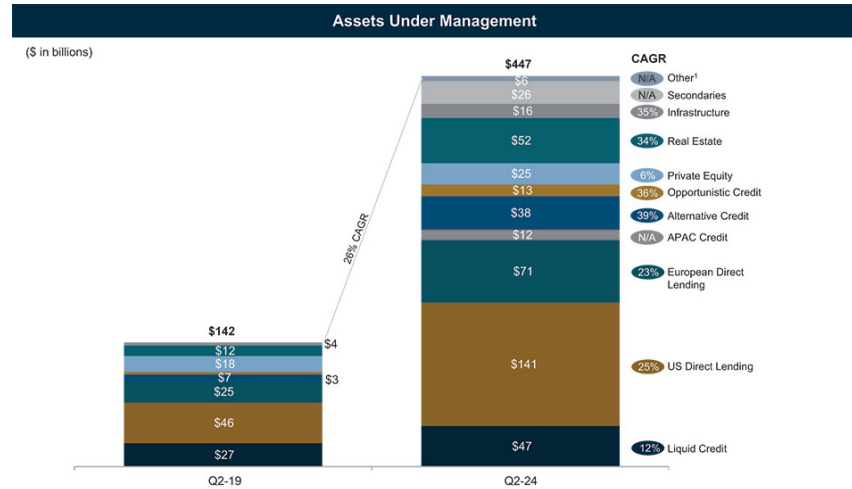 Assets Under Management
($ in billions)
$447
CAGR
$6
N/A Other¹
$26
N/A Secondaries
$16
35% Infrastructure
$52
34% Real Estate
$25
6% Private Equity
$13
36% Opportunistic Credit
$38
39% Alternative Credit
$12
N/A APAC Credit
$71
23% European Direct
Lending
$141
25% US Direct Lending
$47
12% Liquid Credit
26% CAGR
$142
$4
$12
$18
$7
$3
$25
$46
$27
Q2-19
Q2-24